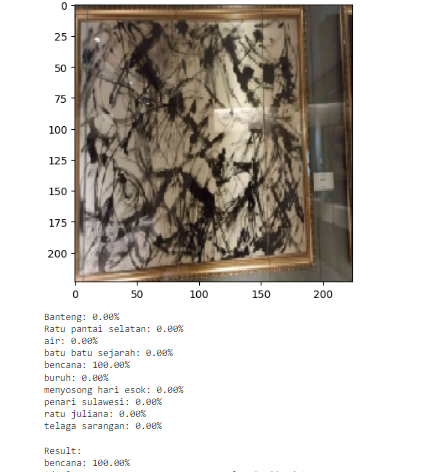 0
25
50
75
100
125
150
175
200
0 50 100 150 200
Banteng: 0.00%
Ratu pantai selatan: 0.00%
air: 0.00%
batu batu sejarah: 0.00%
bencana: 100.00%
buruh: 0.00%
menyosong hari esok: 0.00%
penari sulawesi: 0.00%
ratu juliana: 0.00%
telaga sarangan: 0.00%
Result:
bencana: 100.00%